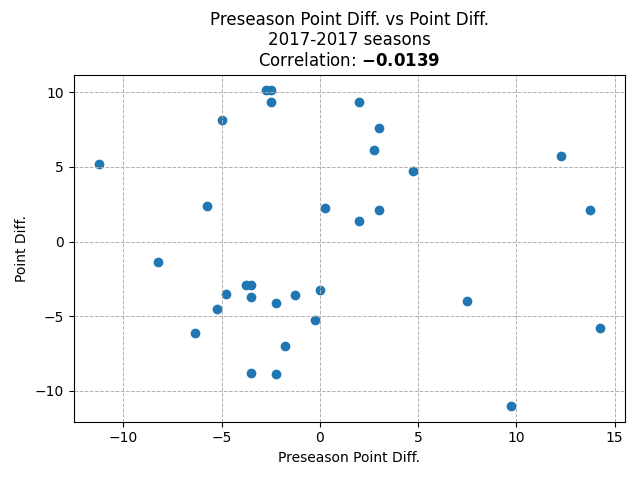 Preseason Point Diff. vs Point Diff.
2017-2017 seasons
Correlation: −0.0139
10
5
0
−5
−10
Point Diff.
−10 −5 0 5 10 15
Preseason Point Diff.